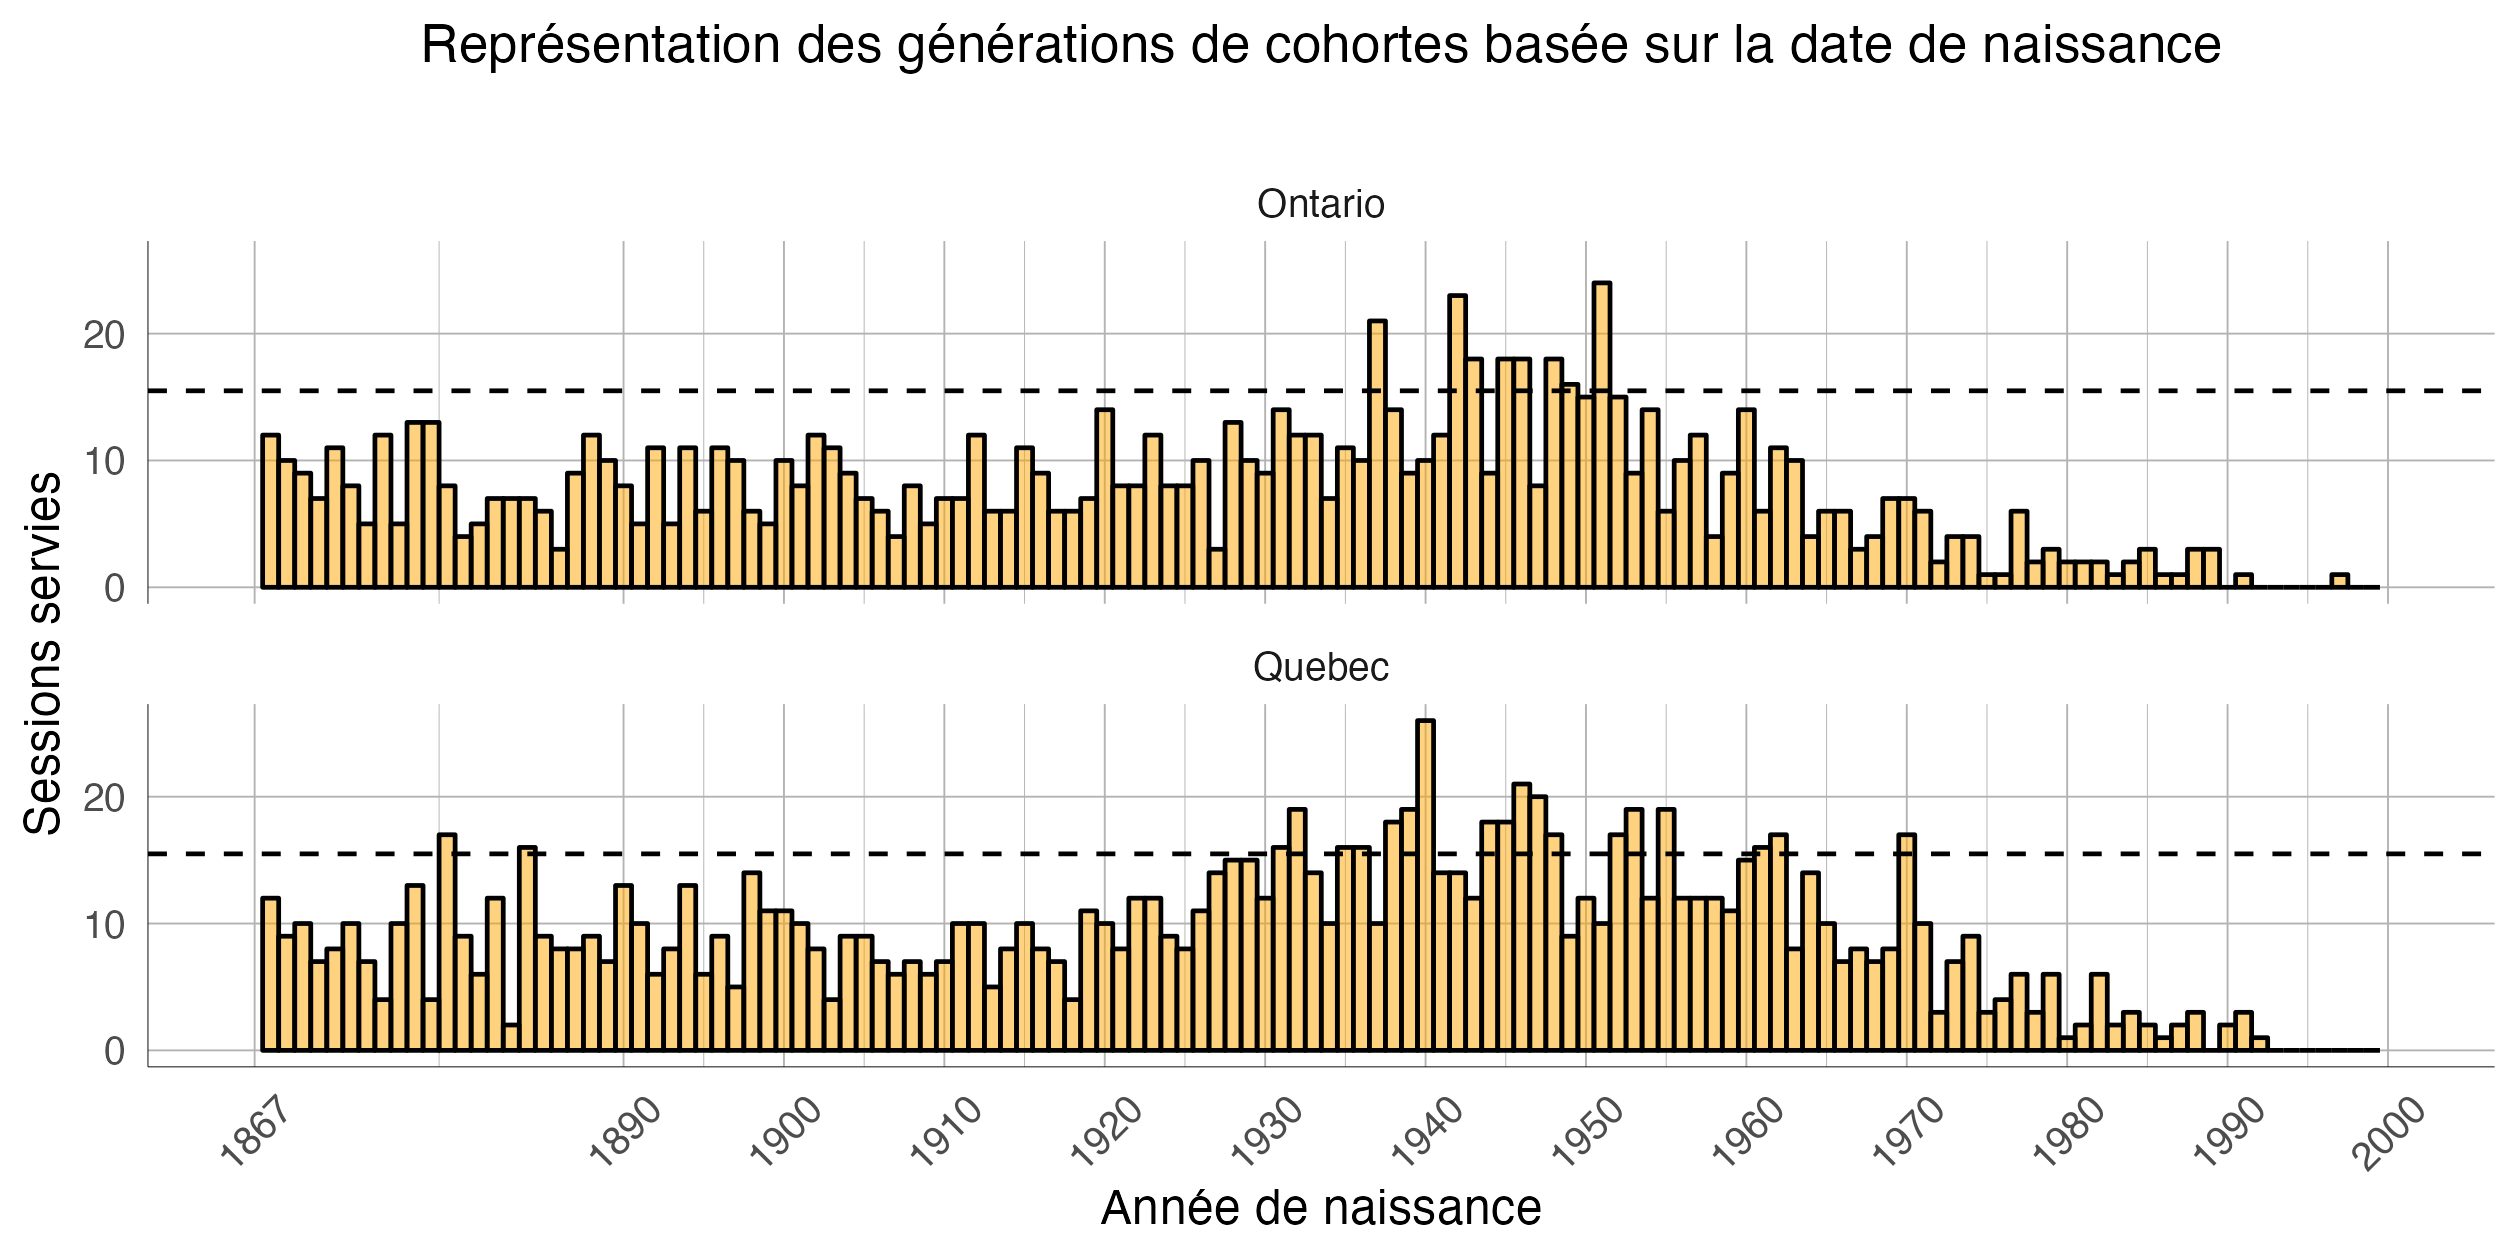 Représentation des générations de cohortes basée sur la date de naissance
Ontario
20
10
0
Quebec
20
10
0
Sessions servies
1867 1890 1900 1910 1920 1930 1940 1950 1960 1970 1980 1990 2000
Année de naissance